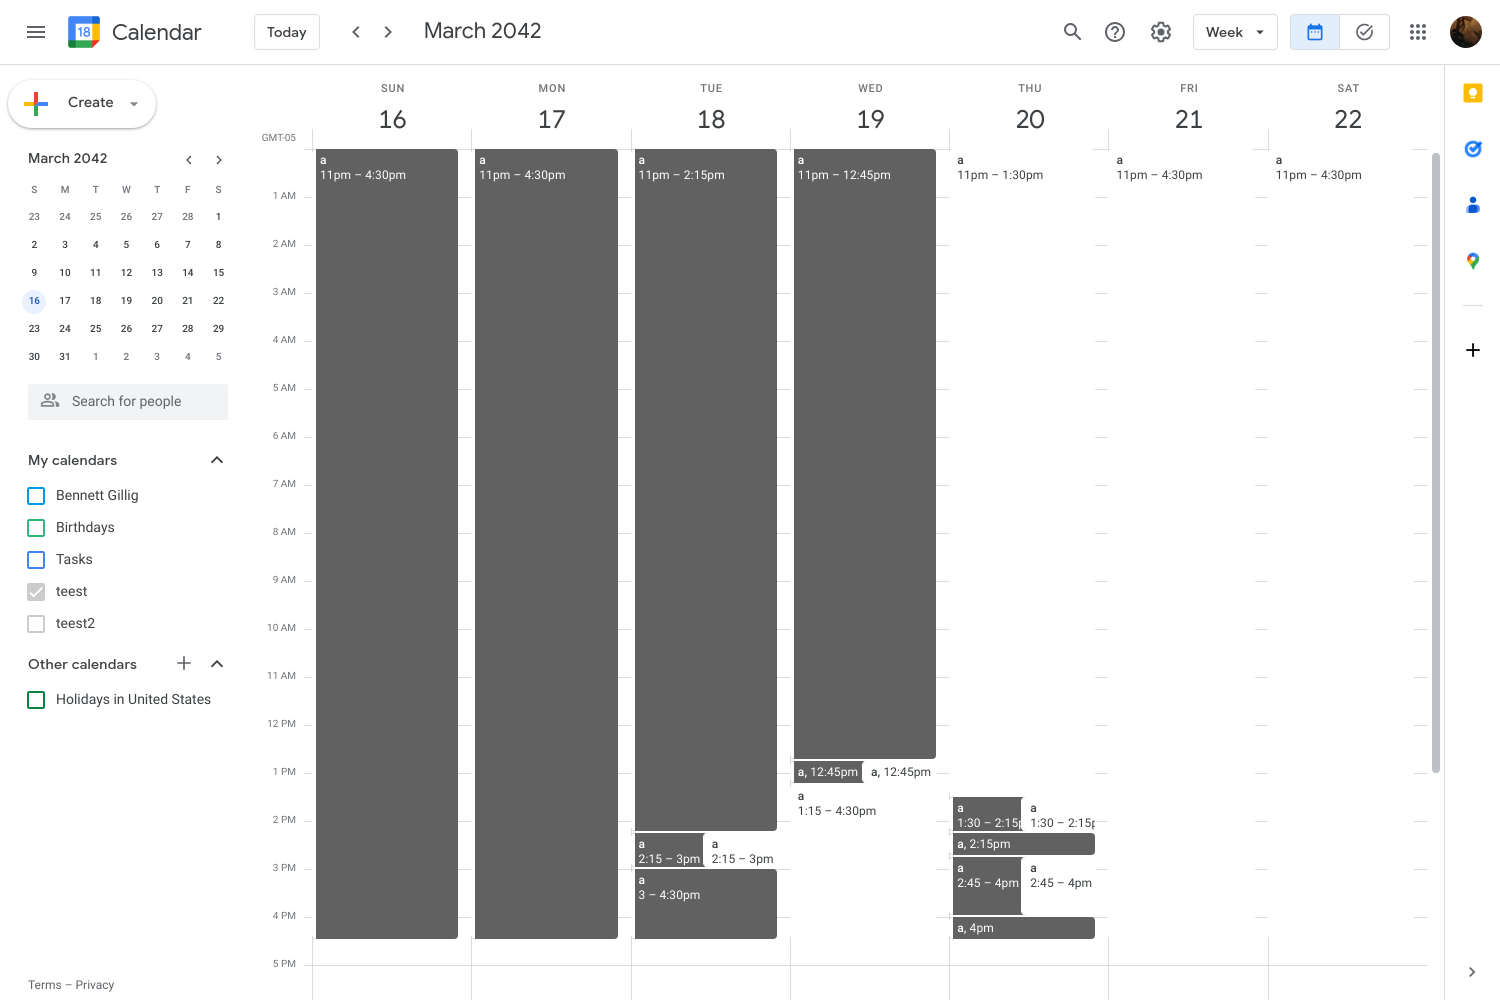 18 Calendar Today March 2042 Week
Create
March 2042
S M T W T F S
23 24 25 26 27 28 1
2 3 4 5 6 7 8
9 10 11 12 13 14 15
16 17 18 19 20 21 22
23 24 25 26 27 28 29
30 31 1 2 3 4 5
Search for people
My calendars
Bennett Gillig
Birthdays
Tasks
teest
teest2
Other calendars
Holidays in United States
Terms – Privacy
SUN MON TUE WED THU FRI SAT
16 17 18 19 20 21 22
GMT-05
a a a a a a a
11pm – 4:30pm 11pm – 4:30pm 11pm – 2:15pm 11pm – 12:45pm 11pm – 1:30pm 11pm – 4:30pm 11pm – 4:30pm
1 AM
2 AM
3 AM
4 AM
5 AM
6 AM
7 AM
8 AM
9 AM
10 AM
11 AM
12 PM
1 PM a, 12:45pm a, 12:45pm
a
1:15 – 4:30pm
a a
2 PM 1:30 – 2:15p 1:30 – 2:15p
a a a, 2:15pm
2:15 – 3pm 2:15 – 3pm
3 PM a a
a 2:45 – 4pm 2:45 – 4pm
3 – 4:30pm
4 PM a, 4pm
5 PM